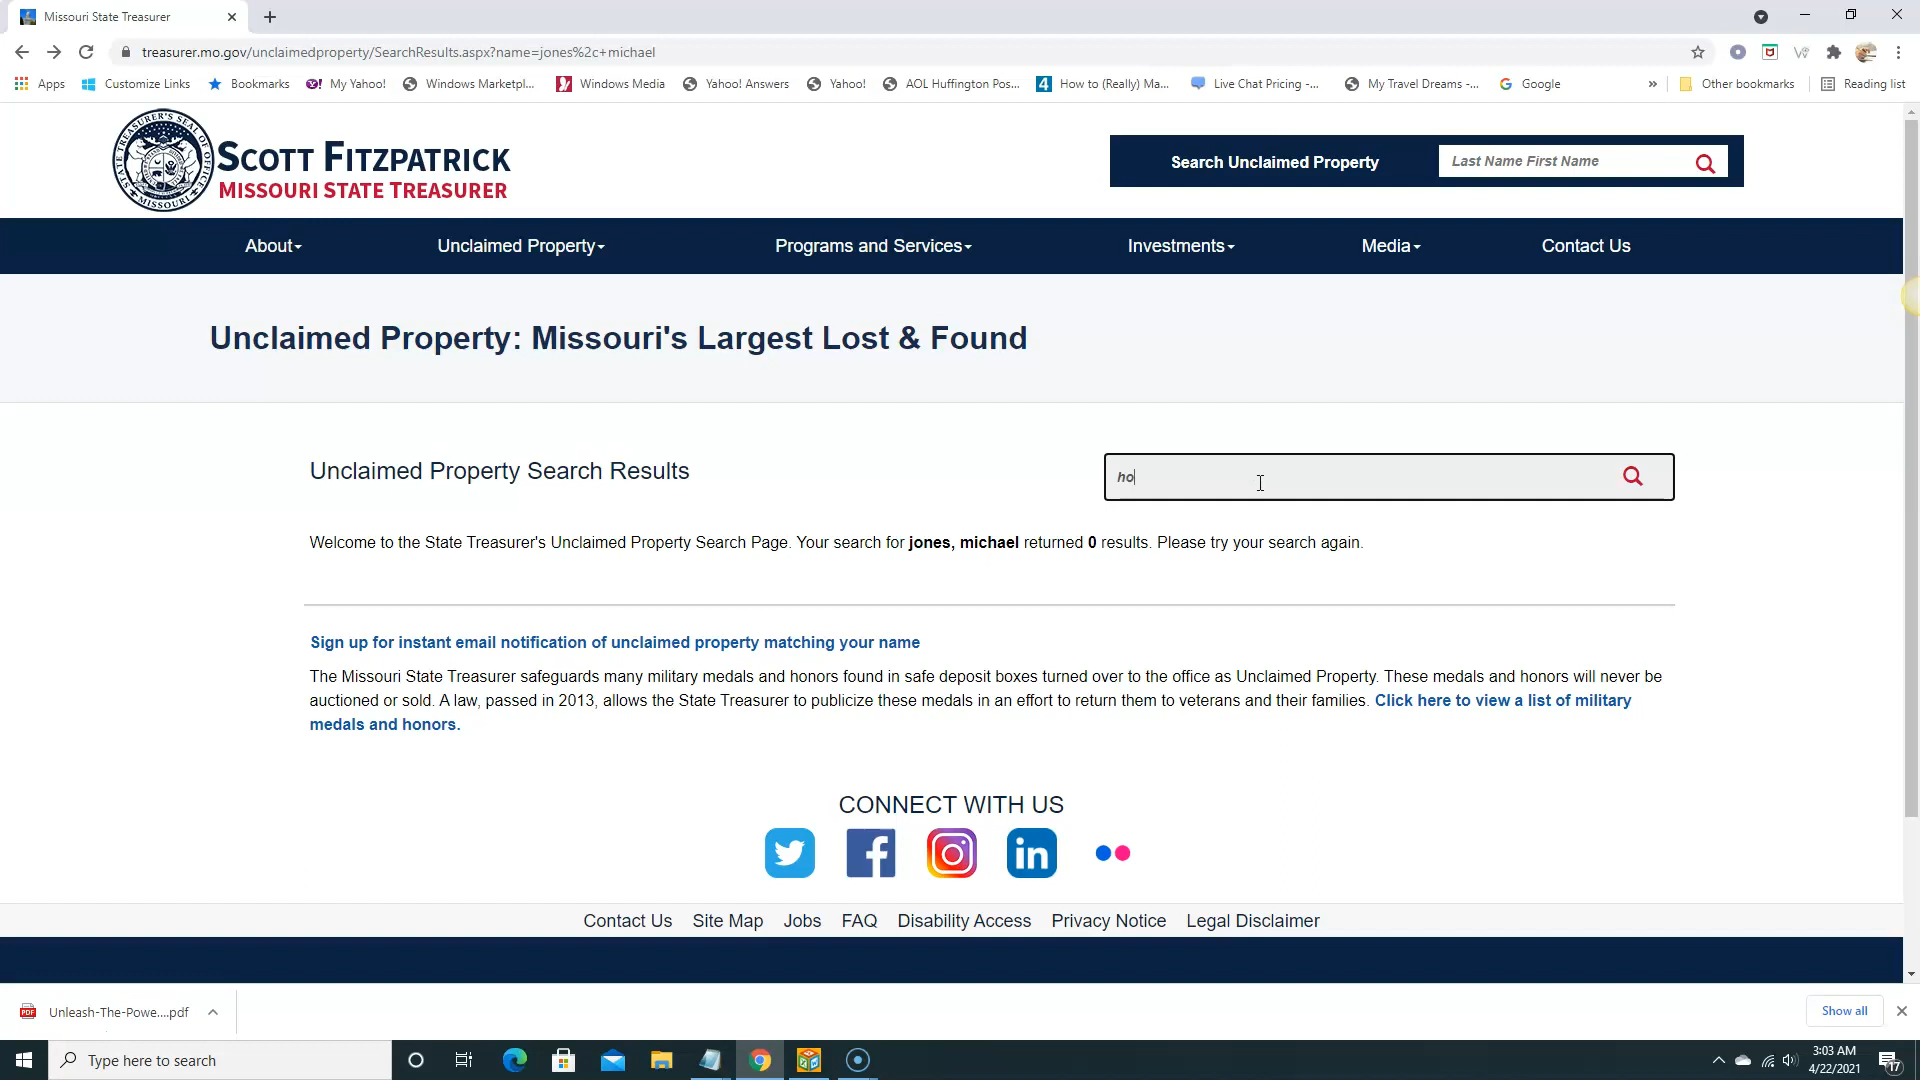 Missouri State Treasurer
treasurer.mo.gov/unclaimedproperty/SearchResults.aspx?name=jones%2c+michael
Apps Customize Links Bookmarks My Yahoo! Windows Marketpl... Windows Media Yahoo! Answers Yahoo! AOL Huffington Pos... How to (Really) Ma... Live Chat Pricing -... My Travel Dreams -... Google » Other bookmarks Reading list
STATE TREASURER'S SEAL OF OFFICE
MISSOURI
SCOTT FITZPATRICK
MISSOURI STATE TREASURER
Search Unclaimed Property Last Name First Name
About Unclaimed Property Programs and Services Investments Media Contact Us
Unclaimed Property: Missouri's Largest Lost & Found
Unclaimed Property Search Results
ho
Welcome to the State Treasurer's Unclaimed Property Search Page. Your search for jones, michael returned 0 results. Please try your search again.
Sign up for instant email notification of unclaimed property matching your name
The Missouri State Treasurer safeguards many military medals and honors found in safe deposit boxes turned over to the office as Unclaimed Property. These medals and honors will never be
auctioned or sold. A law, passed in 2013, allows the State Treasurer to publicize these medals in an effort to return them to veterans and their families. Click here to view a list of military
medals and honors.
CONNECT WITH US
Contact Us Site Map Jobs FAQ Disability Access Privacy Notice Legal Disclaimer
Unleash-The-Powe....pdf
Show all
Type here to search
3:03 AM
4/22/2021
17